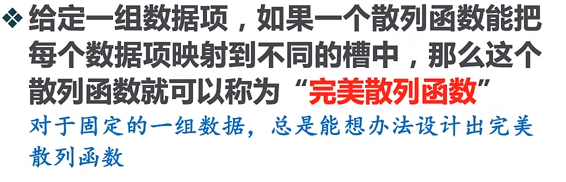 ❖给定一组数据项，如果一个散列函数能把
每个数据项映射到不同的槽中，那么这个
散列函数就可以称为“完美散列函数”
对于固定的一组数据，总是能想办法设计出完美
散列函数